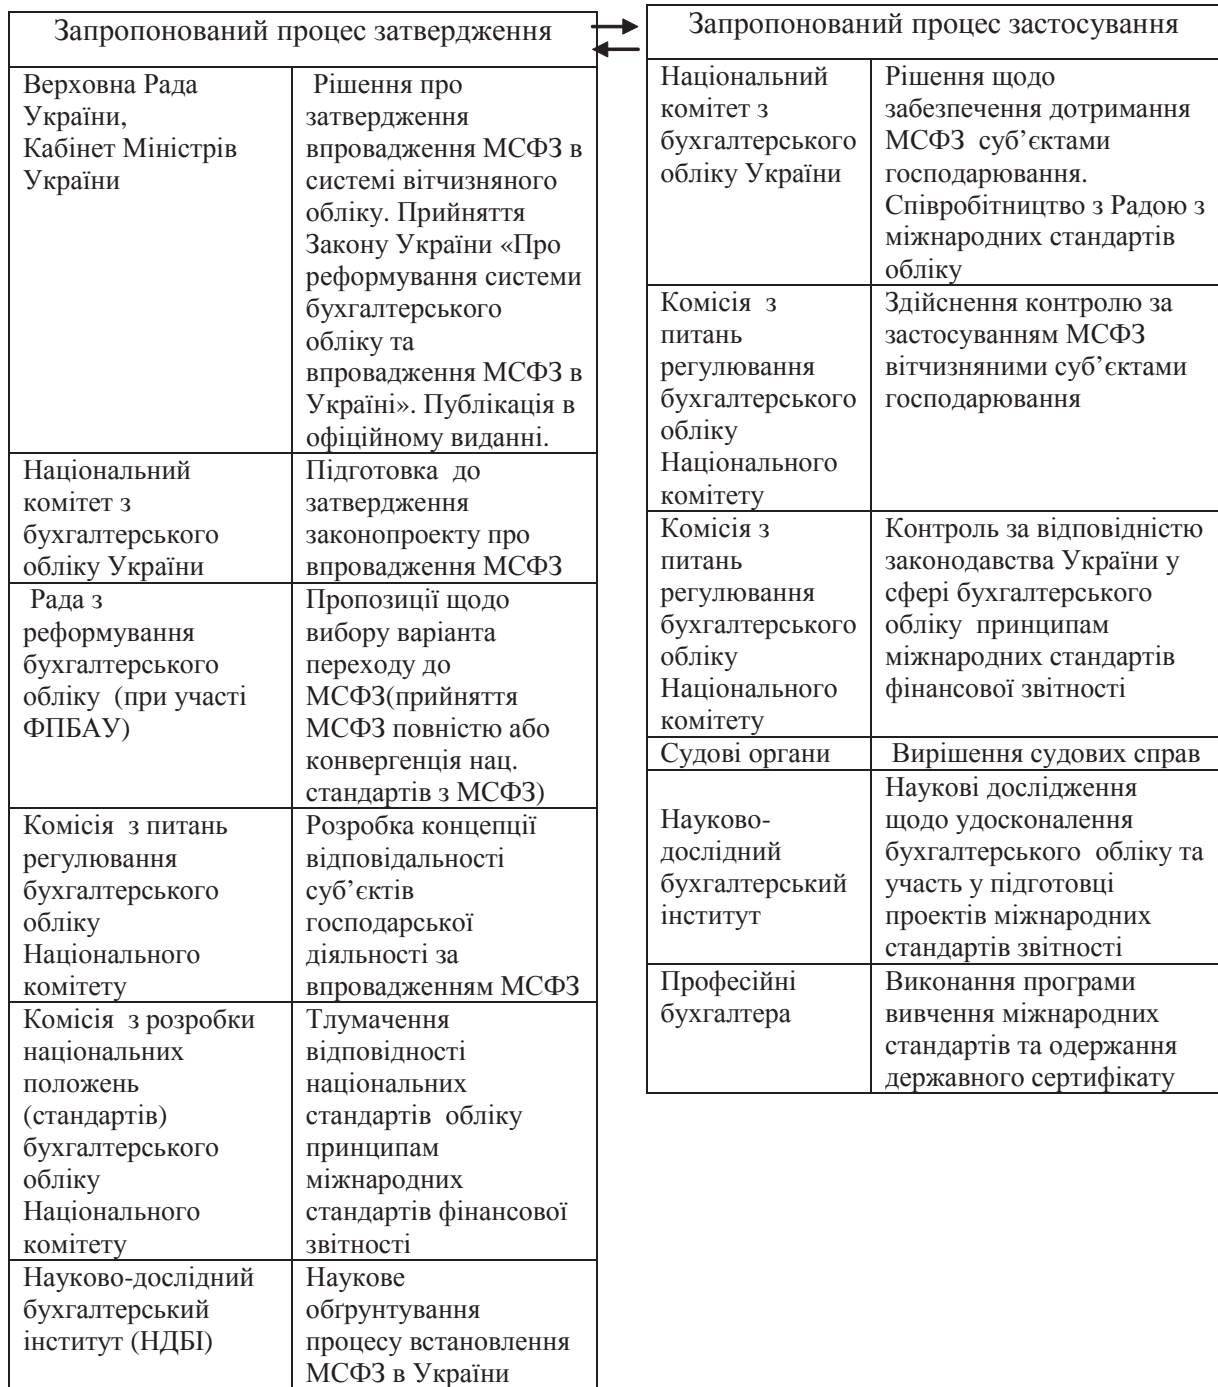 Запропонований процес затвердження
Верховна Рада
України,
Кабінет Міністрів
України
Рішення про
затвердження
впровадження МСФЗ в
системі вітчизняного
обліку. Прийняття
Закону України «Про
реформування системи
бухгалтерського
обліку та
впровадження МСФЗ в
Україні». Публікація в
офіційному виданні.
Національний
комітет з
бухгалтерського
обліку України
Підготовка до
затвердження
законопроекту про
впровадження МСФЗ
Рада з
реформування
бухгалтерського
обліку (при участі
ФПБАУ)
Пропозиції щодо
вибору варіанта
переходу до
МСФЗ(прийняття
МСФЗ повністю або
конвергенція нац.
стандартів з МСФЗ)
Комісія з питань
регулювання
бухгалтерського
обліку
Національного
комітету
Розробка концепції
відповідальності
суб’єктів
господарської
діяльності за
впровадженням МСФЗ
Комісія з розробки
національних
положень
(стандартів)
бухгалтерського
обліку
Національного
комітету
Тлумачення
відповідності
національних
стандартів обліку
принципам
міжнародних
стандартів фінансової
звітності
Науково-дослідний
бухгалтерський
інститут (НДБІ)
Наукове
обґрунтування
процесу встановлення
МСФЗ в України
Запропонований процес застосування
Національний
комітет з
бухгалтерського
обліку України
Рішення щодо
забезпечення дотримання
МСФЗ суб’єктами
господарювання.
Співробітництво з Радою з
міжнародних стандартів
обліку
Комісія з
питань
регулювання
бухгалтерського
обліку
Національного
комітету
Здійснення контролю за
застосуванням МСФЗ
вітчизняними суб’єктами
господарювання
Комісія з
питань
регулювання
бухгалтерського
обліку
Національного
комітету
Контроль за відповідністю
законодавства України у
сфері бухгалтерського
обліку принципам
міжнародних стандартів
фінансової звітності
Судові органи
Вирішення судових справ
Науково-
дослідний
бухгалтерський
інститут
Наукові дослідження
щодо удосконалення
бухгалтерського обліку та
участь у підготовці
проектів міжнародних
стандартів звітності
Професійні
бухгалтера
Виконання програми
вивчення міжнародних
стандартів та одержання
державного сертифікату